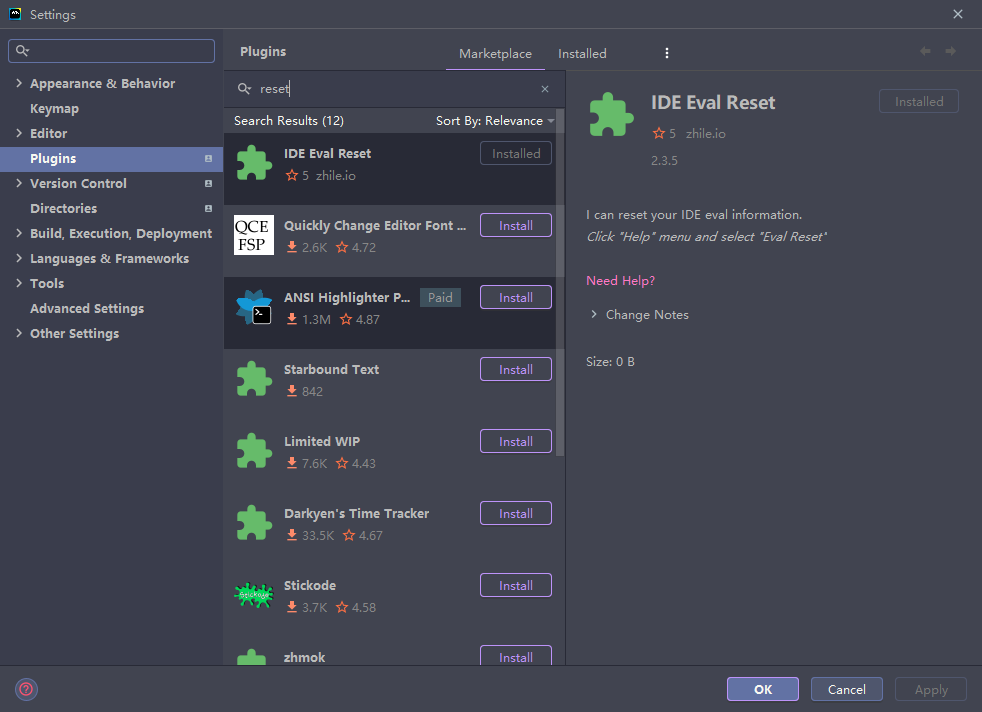 Settings
Appearance & Behavior
Keymap
Editor
Plugins
Version Control
Directories
Build, Execution, Deployment
Languages & Frameworks
Tools
Advanced Settings
Other Settings
Plugins
Marketplace
Installed
reset
Search Results (12)
Sort By: Relevance
IDE Eval Reset
Installed
5 zhile.io
QCE
FSP
Quickly Change Editor Font ...
Install
2.6K 4.72
ANSI Highlighter P...
Paid
Install
1.3M 4.87
Starbound Text
Install
842
Limited WIP
Install
7.6K 4.43
Darkyen's Time Tracker
Install
33.5K 4.67
Stickode
Install
3.7K 4.58
zhmok
Install
IDE Eval Reset
Installed
5 zhile.io
2.3.5
I can reset your IDE eval information.
Click "Help" menu and select "Eval Reset"
Need Help?
Change Notes
Size: 0 B
?
OK
Cancel
Apply